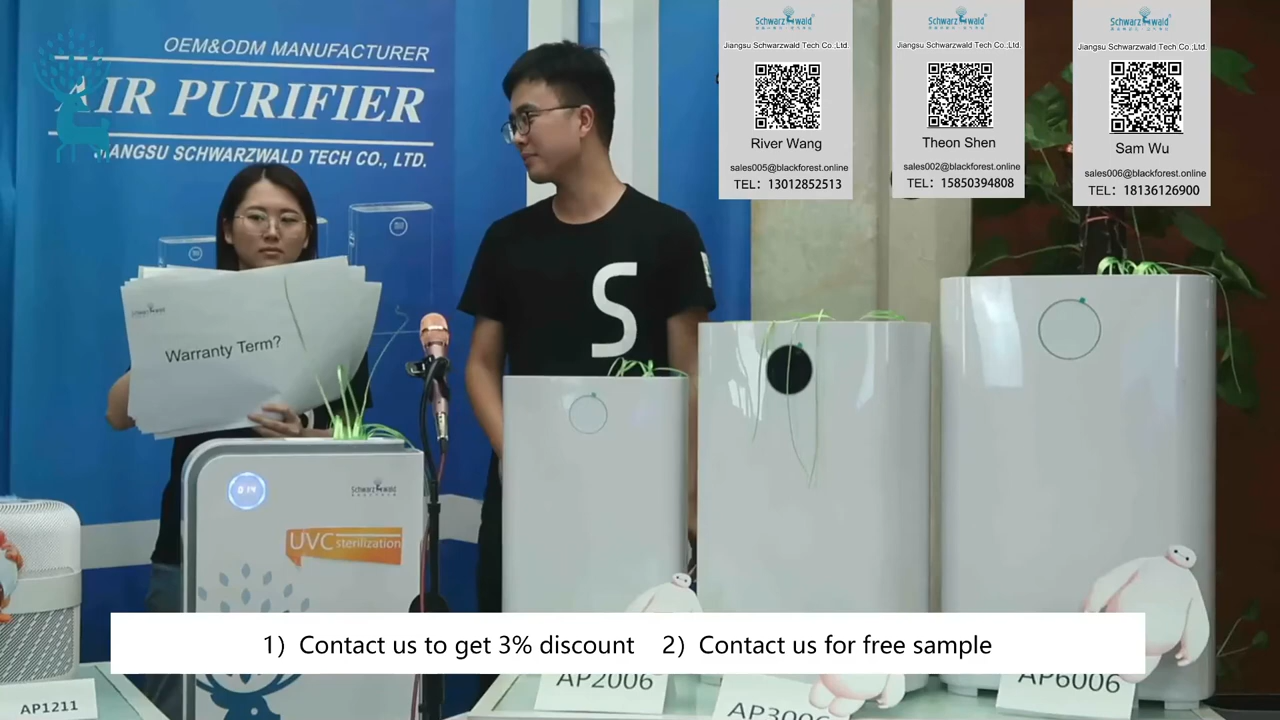 OEM&ODM MANUFACTURER
AIR PURIFIER
JIANGSU SCHWARZWALD TECH CO., LTD.
Schwarzwald
Jiangsu Schwarzwald Tech Co.,Ltd.
River Wang
sales005@blackforest.online
TEL：13012852513
Schwarzwald
Jiangsu Schwarzwald Tech Co.,Ltd.
Theon Shen
sales002@blackforest.online
TEL：15850394808
Schwarzwald
Jiangsu Schwarzwald Tech Co.,Ltd.
Sam Wu
sales006@blackforest.online
TEL：18136126900
S
Schwarzwald
Warranty Term?
014
Schwarzwald
UVC sterilization
1）Contact us to get 3% discount 2）Contact us for free sample
AP1211
AP2006
AP3006
AP6006